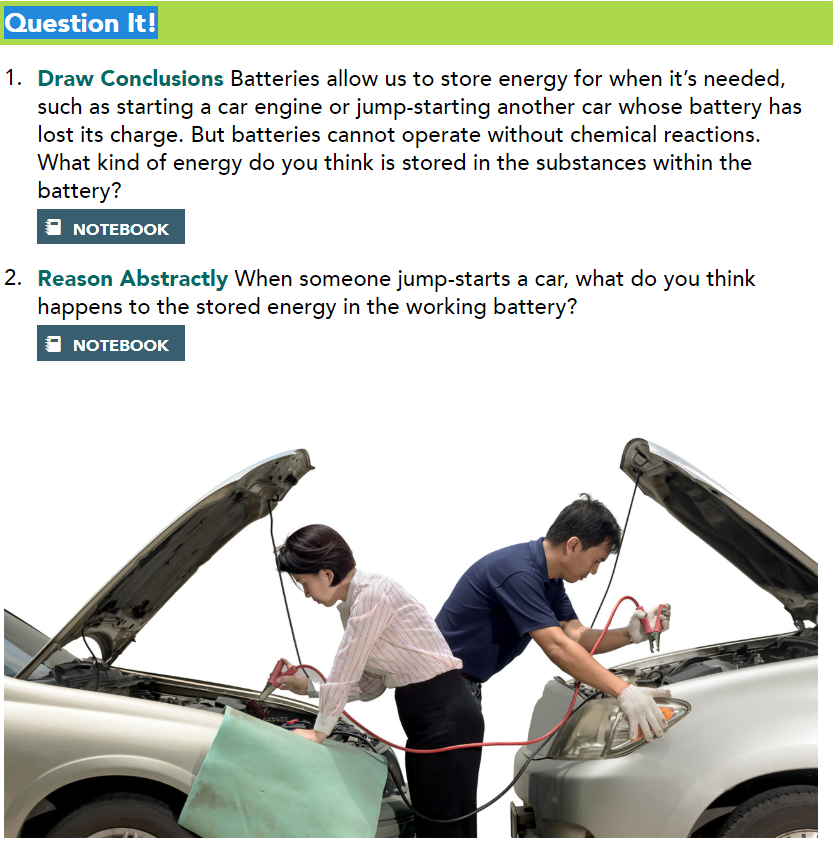 Question It!
1. Draw Conclusions Batteries allow us to store energy for when it’s needed,
such as starting a car engine or jump-starting another car whose battery has
lost its charge. But batteries cannot operate without chemical reactions.
What kind of energy do you think is stored in the substances within the
battery?
NOTEBOOK
2. Reason Abstractly When someone jump-starts a car, what do you think
happens to the stored energy in the working battery?
NOTEBOOK